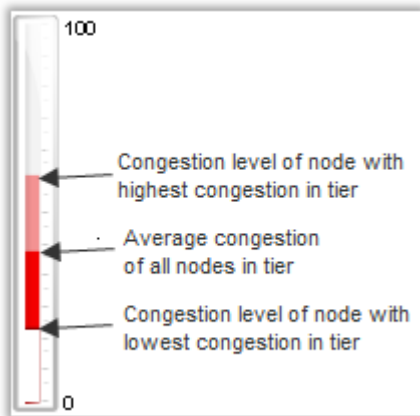 100
Congestion level of node with
highest congestion in tier
Average congestion
of all nodes in tier
Congestion level of node with
lowest congestion in tier
0